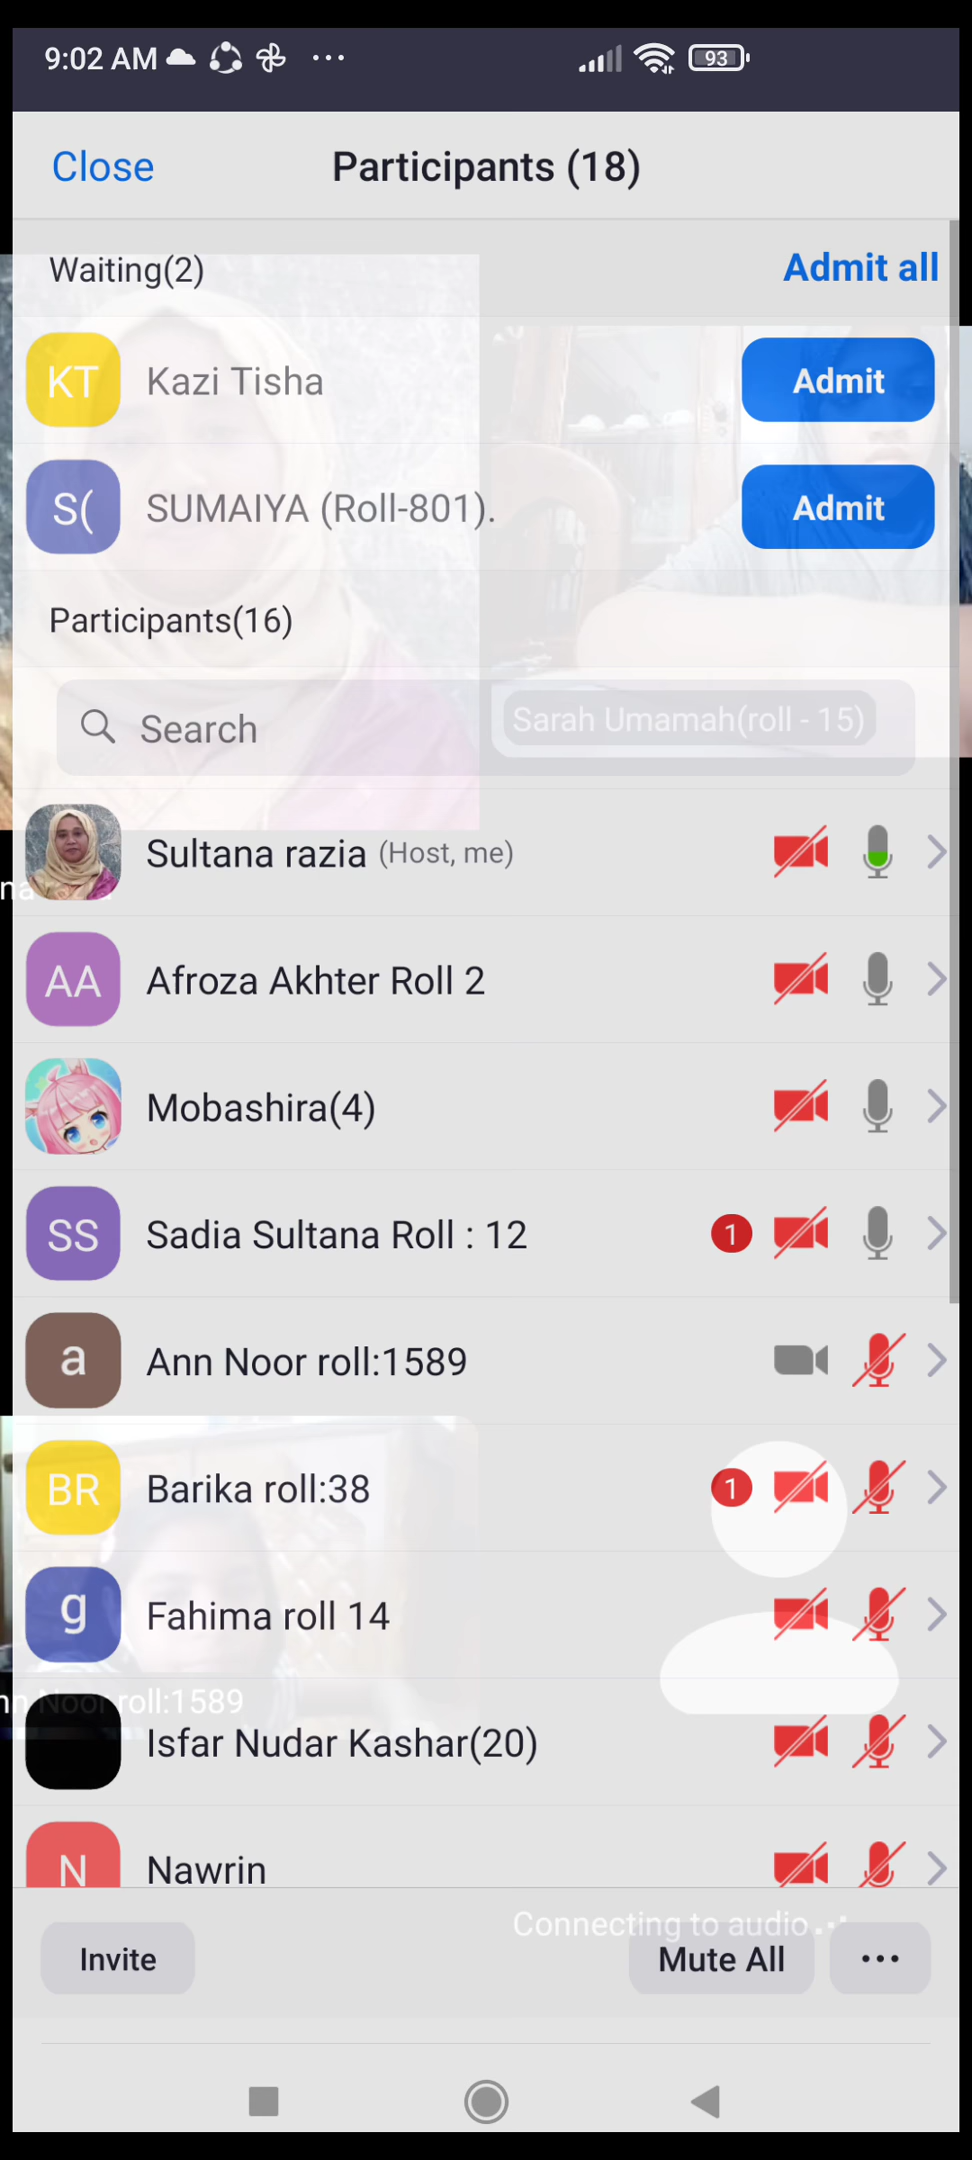 9:02 AM 93
Close Participants (18)
Waiting(2) Admit all
KT Kazi Tisha Admit
S( SUMAIYA (Roll-801). Admit
Participants(16)
Search Sarah Umamah(roll - 15)
Sultana razia (Host, me)
na
AA Afroza Akhter Roll 2
Mobashira(4)
SS Sadia Sultana Roll : 12 1
a Ann Noor roll:1589
BR Barika roll:38 1
g Fahima roll 14
nn Noor roll:1589
Isfar Nudar Kashar(20)
N Nawrin
Connecting to audio
Invite Mute All ...